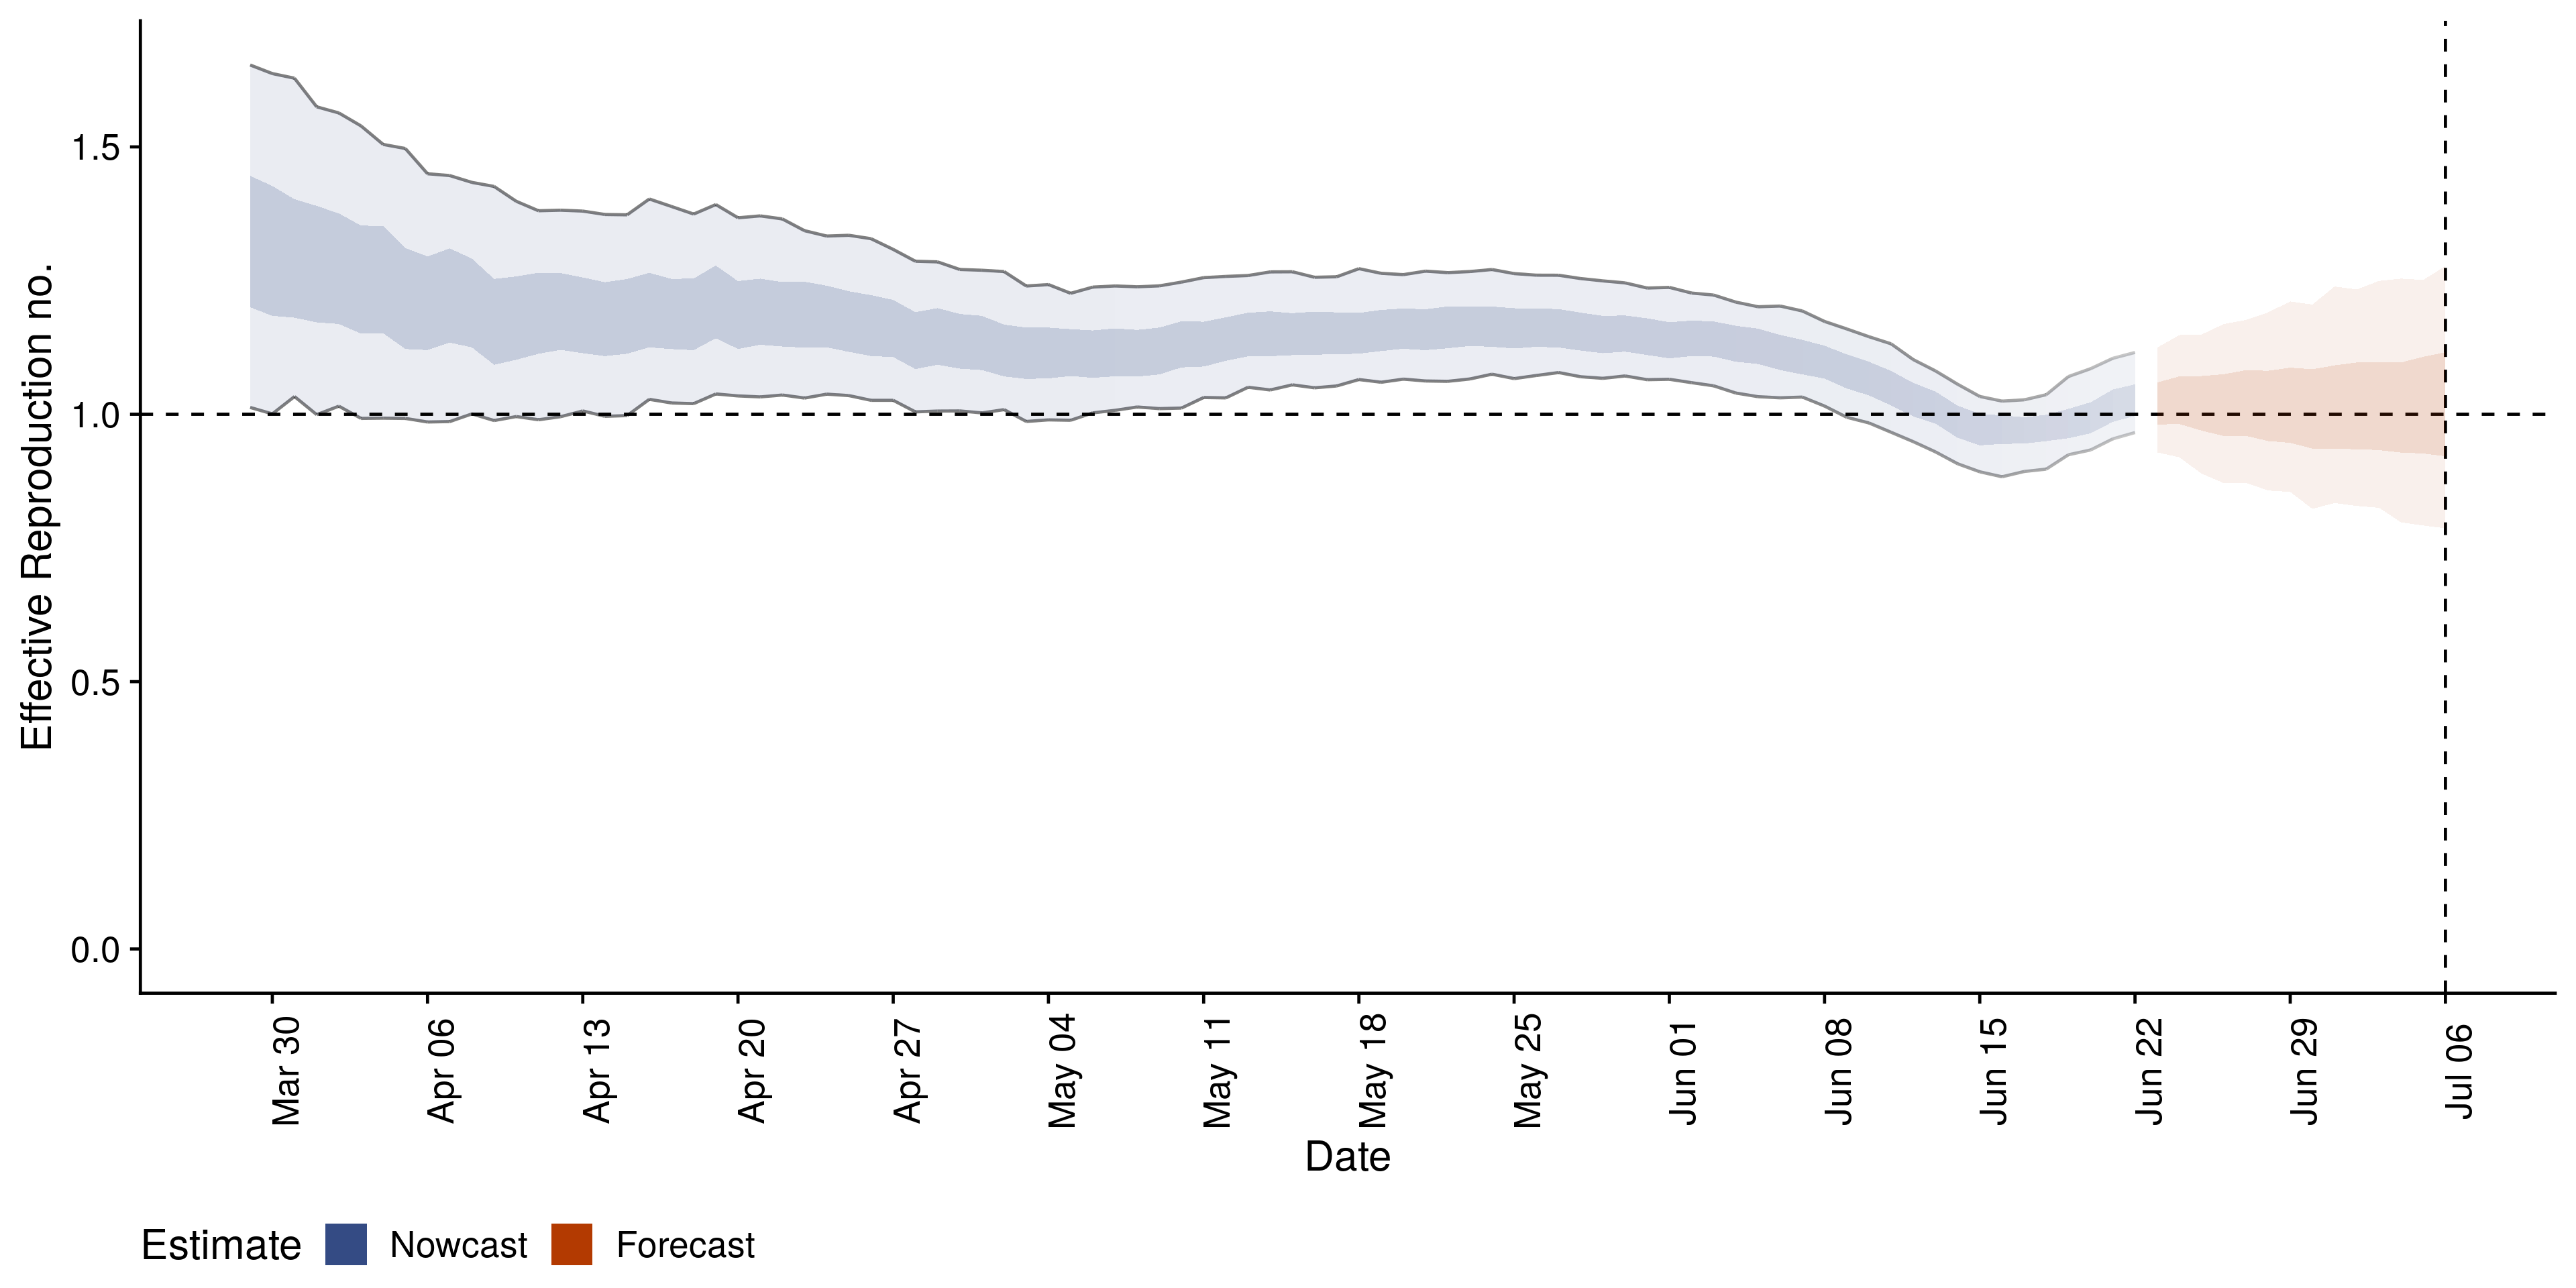 Effective Reproduction no.
1.5
1.0
0.5
0.0
Mar 30
Apr 06
Apr 13
Apr 20
Apr 27
May 04
May 11
May 18
May 25
Jun 01
Jun 08
Jun 15
Jun 22
Jun 29
Jul 06
Date
Estimate Nowcast Forecast